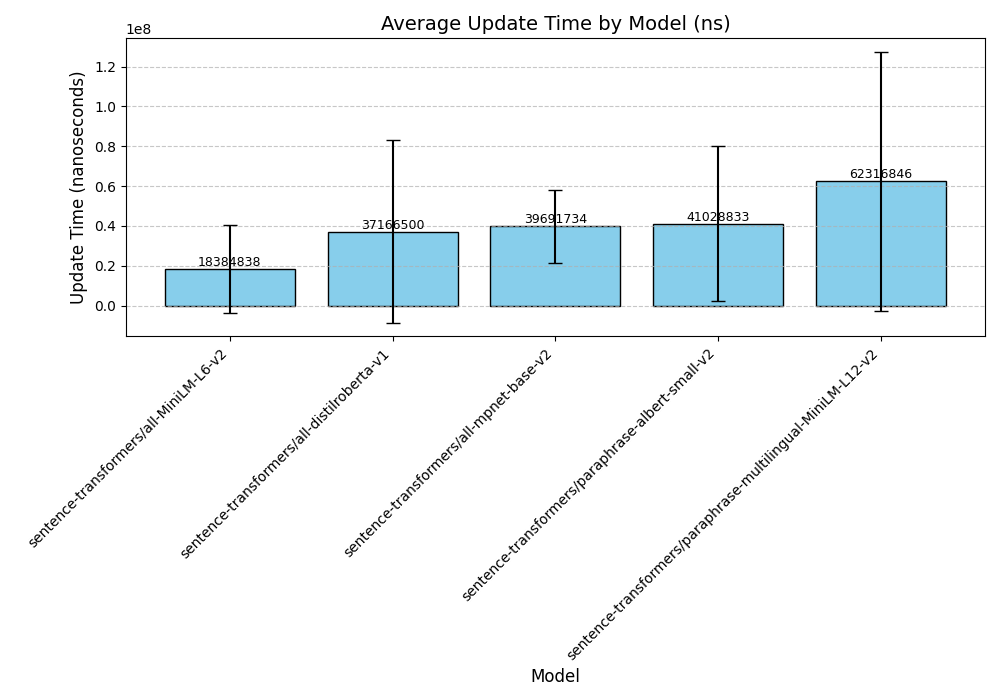 Average Update Time by Model (ns)
1e8
Update Time (nanoseconds)
1.2
1.0
0.8
0.6
0.4
0.2
0.0
18384838
37166500
39691734
41028833
62316846
sentence-transformers/all-MiniLM-L6-v2
sentence-transformers/all-distilroberta-v1
sentence-transformers/all-mpnet-base-v2
sentence-transformers/paraphrase-albert-small-v2
sentence-transformers/paraphrase-multilingual-MiniLM-L12-v2
Model